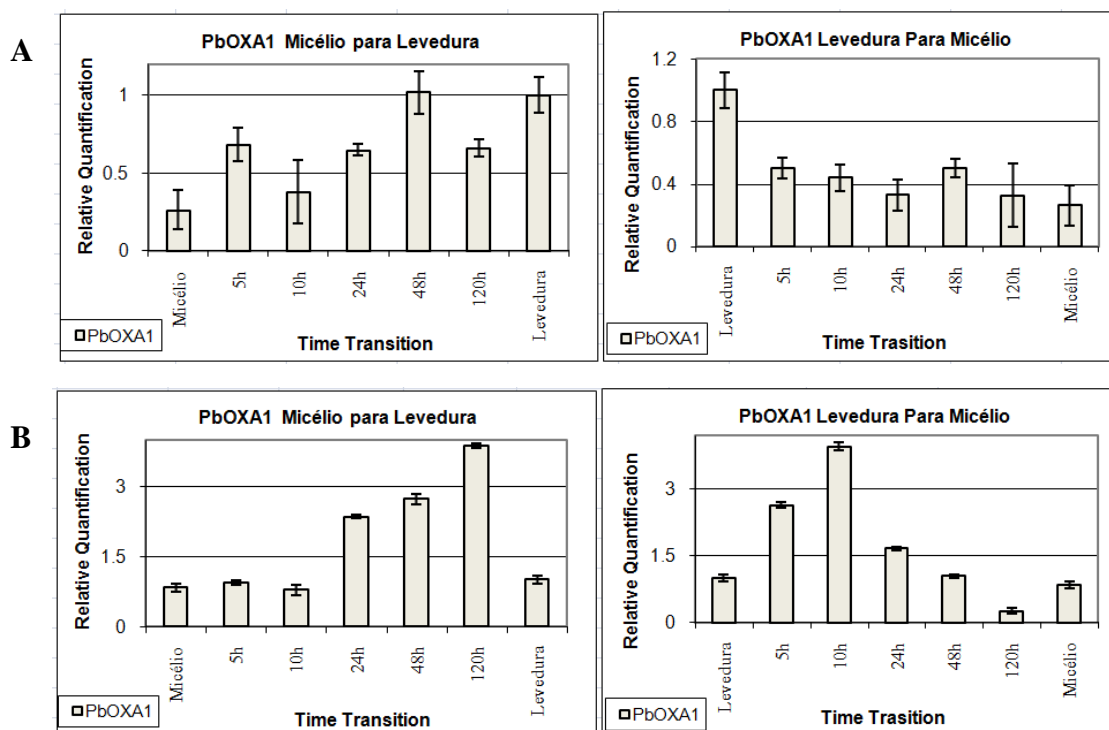 A
PbOXA1 Micélio para Levedura
Relative Quantification
1
0.5
0
Micélio
5h
10h
24h
48h
120h
Levedura
PbOXA1
Time Transition
PbOXA1 Levedura Para Micélio
Relative Quantification
1.2
0.8
0.4
0
Levedura
5h
10h
24h
48h
120h
Micélio
PbOXA1
Time Trasition
B
PbOXA1 Micélio para Levedura
Relative Quantification
3
1.5
0
Micélio
5h
10h
24h
48h
120h
Levedura
PbOXA1
Time Transition
PbOXA1 Levedura Para Micélio
Relative Quantification
3
1.5
0
Levedura
5h
10h
24h
48h
120h
Micélio
PbOXA1
Time Transition